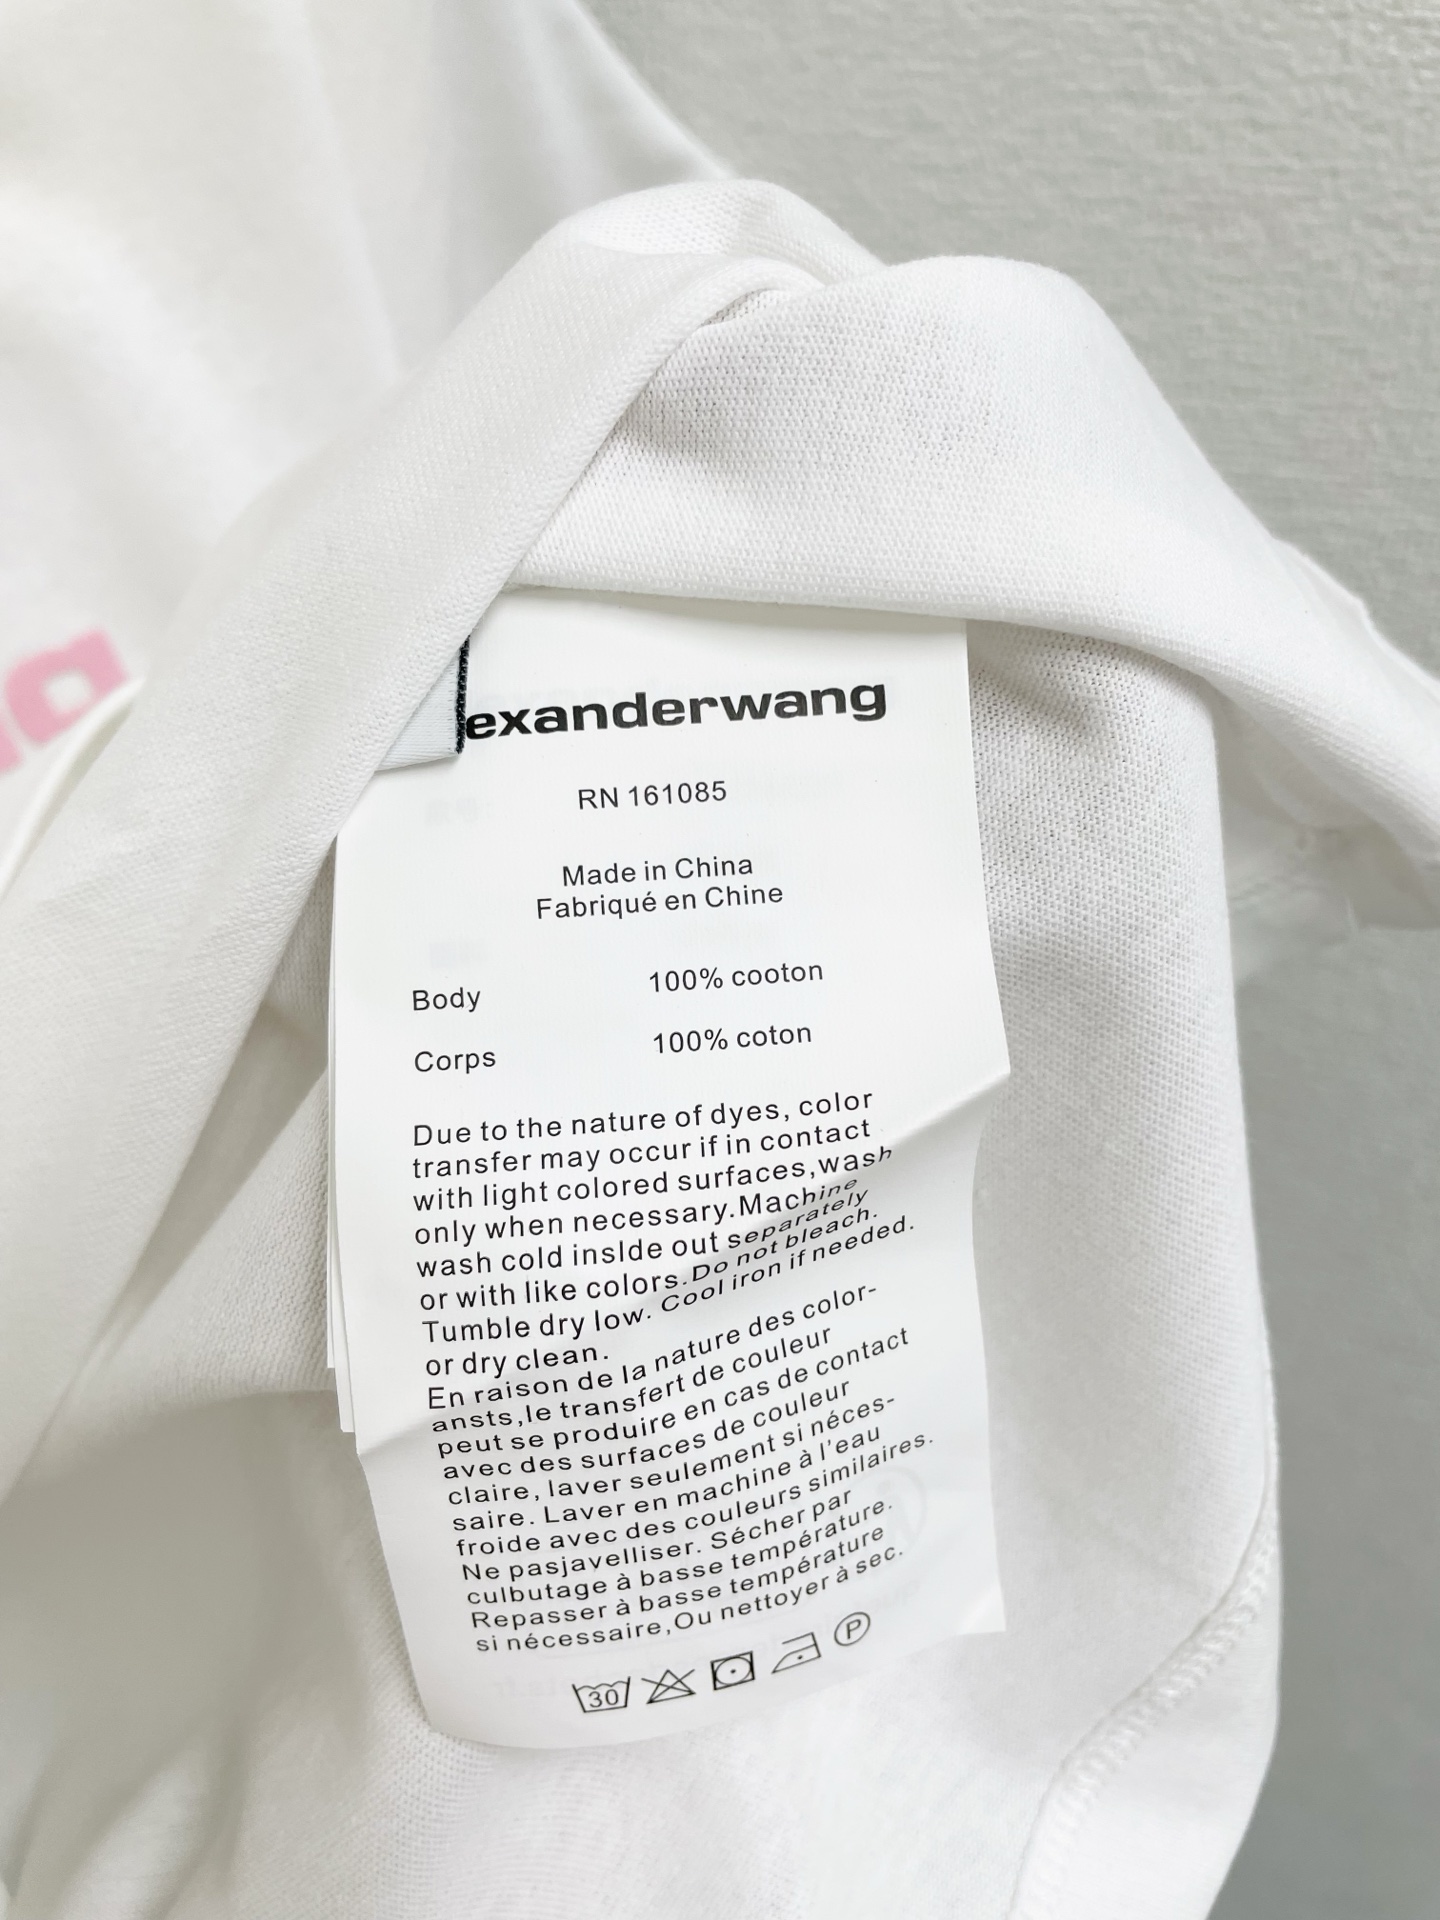 exanderwang
RN 161085
Made in China
Fabriqué en Chine
Body 100% cooton
Corps 100% coton
Due to the nature of dyes, color
transfer may occur if in contact
with light colored surfaces,wash
only when necessary.Machine
wash cold insIde out separately
or with like colors.Do not bleach.
Tumble dry low. Cool iron if needed.
or dry clean.
En raison de la nature des color-
ansts,le transfert de couleur
peut se produire en cas de contact
avec des surfaces de couleur
claire, laver seulement si néces-
saire. Laver en machine à l'eau
froide avec des couleurs similaires.
Ne pasjavelliser. Sécher par
culbutage à basse température.
Repasser à basse température
si nécessaire,Ou nettoyer à sec.
30 P